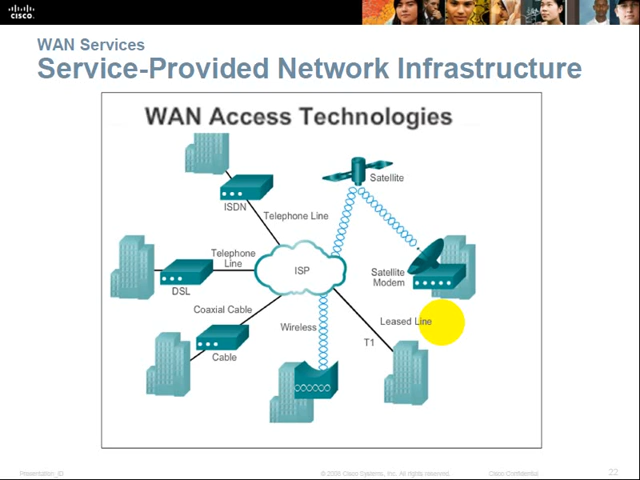 CISCO
WAN Services
Service-Provided Network Infrastructure
WAN Access Technologies
Satellite
ISDN
Telephone Line
Telephone
Line
ISP
Satellite
Modem
DSL
Coaxial Cable
Leased Line
Wireless
T1
Cable
Presentation_ID
© 2008 Cisco Systems, Inc. All rights reserved.
Cisco Confidential
22